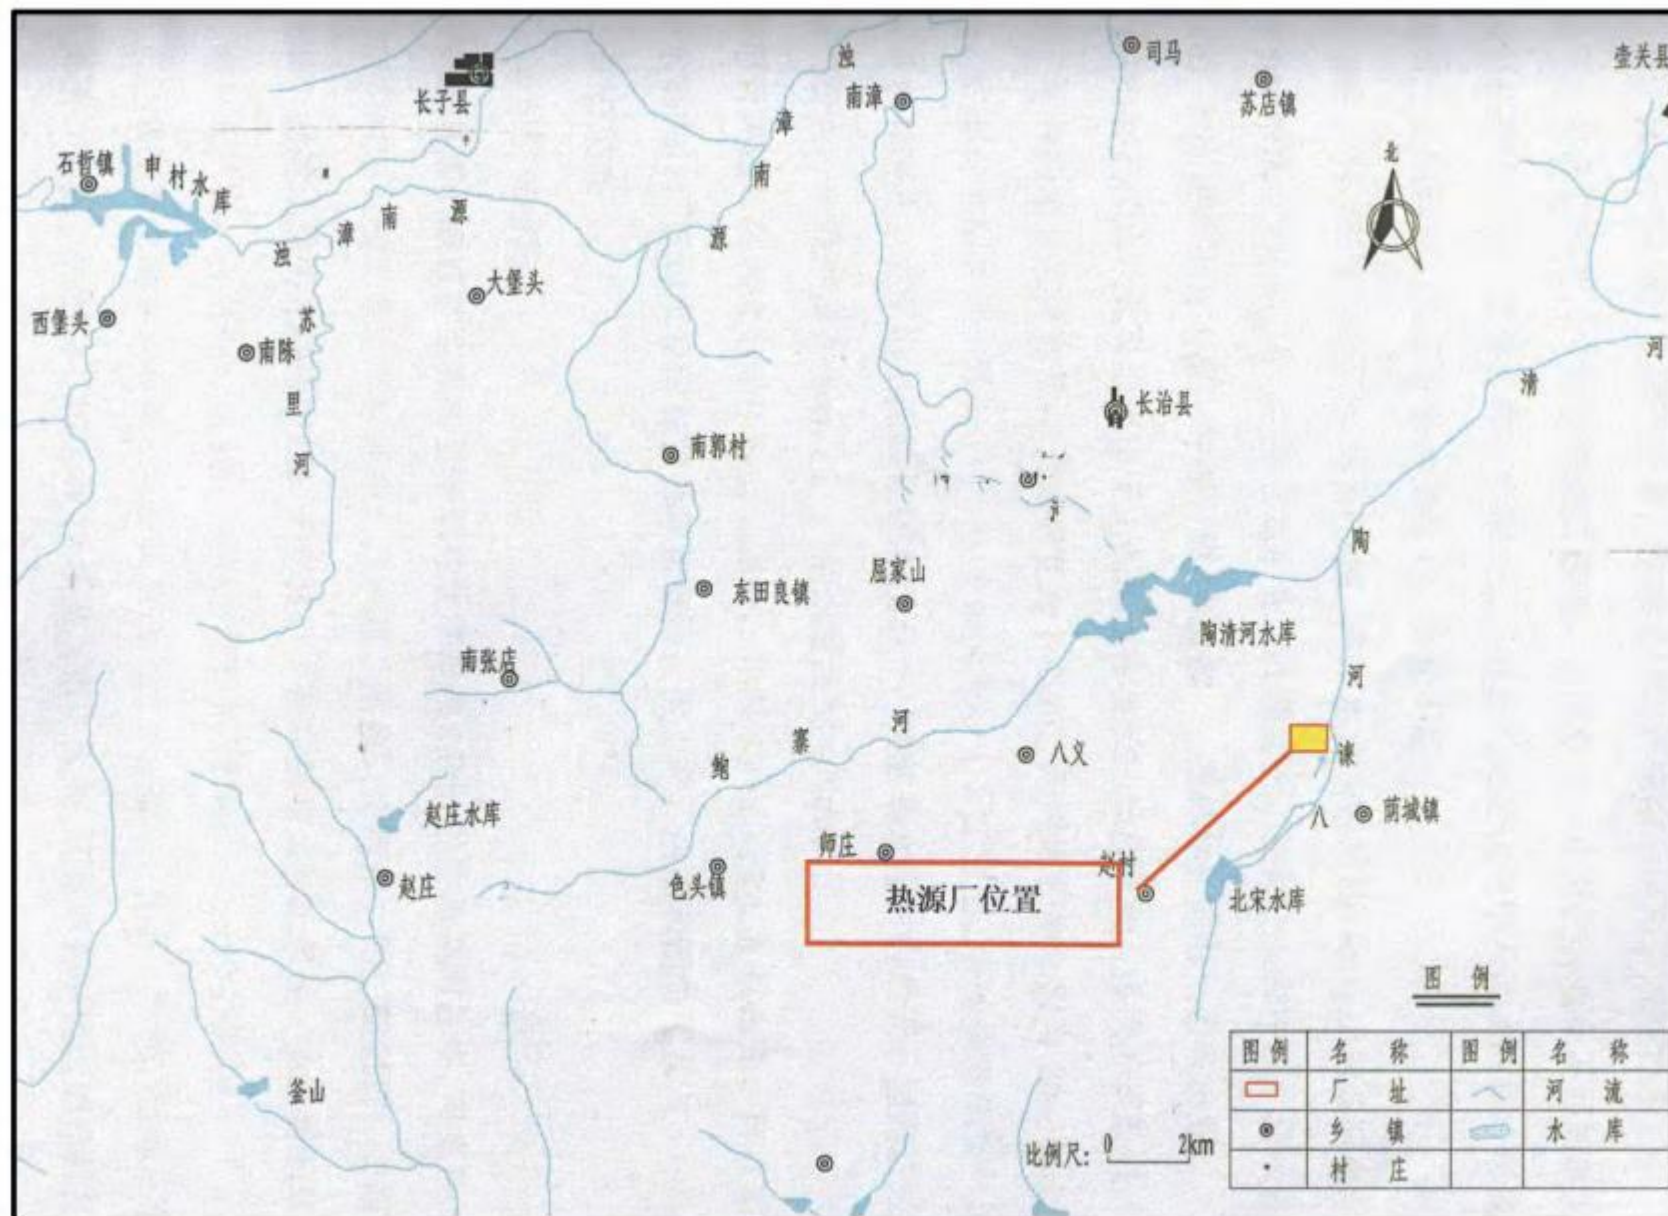 浊
司马
壶关县
长子县
南漳
苏店镇
漳
北
石哲镇
申村水库
南
漳南源
源
浊
大堡头
西堡头
苏
南陈
里
河
河
清
长治县
南郭村
陶
屈家山
东田良镇
陶清河水库
南张店
河
河
寨
鲍
八义
涞
赵庄水库
八
荫城镇
师庄
赵村
赵庄
色头镇
热源厂位置
北宋水库
图 例
釜山
比例尺: 0 2km
图例 名 称 图 例 名 称
厂 址 河 流
乡 镇 水 库
村 庄